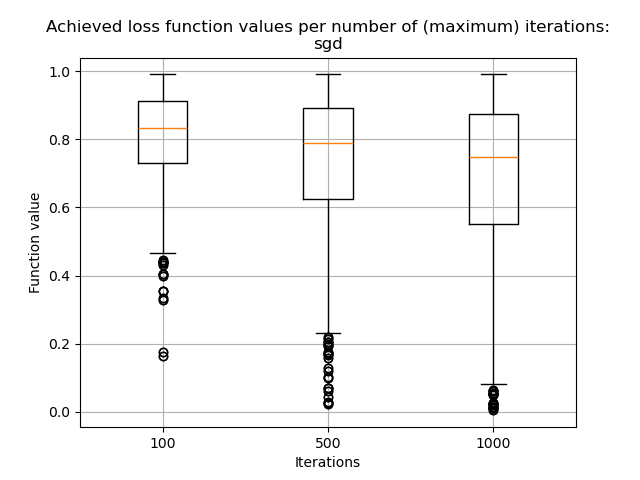 Achieved loss function values per number of (maximum) iterations:
sgd
1.0
0.8
0.6
0.4
0.2
0.0
Function value
100 500 1000
Iterations